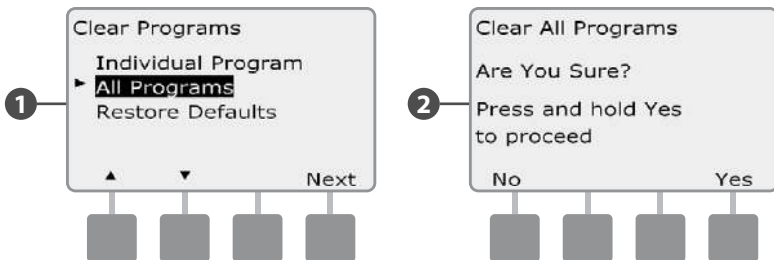 1
Clear Programs
Individual Program
► All Programs
Restore Defaults
▲ ▼ Next
2
Clear All Programs
Are You Sure?
Press and hold Yes
to proceed
No Yes